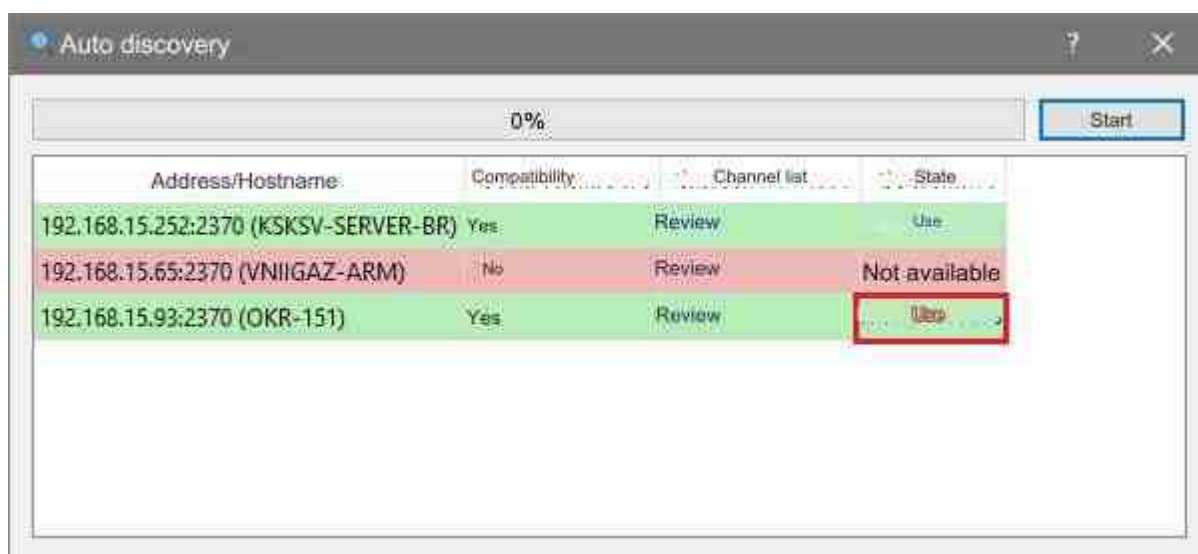 Auto discovery ? ×
0% Start
Address/Hostname Compatibility Channel list State
192.168.15.252:2370 (KSKSV-SERVER-BR) Yes Review Use
192.168.15.65:2370 (VNIIGAZ-ARM) No Review Not available
192.168.15.93:2370 (OKR-151) Yes Review